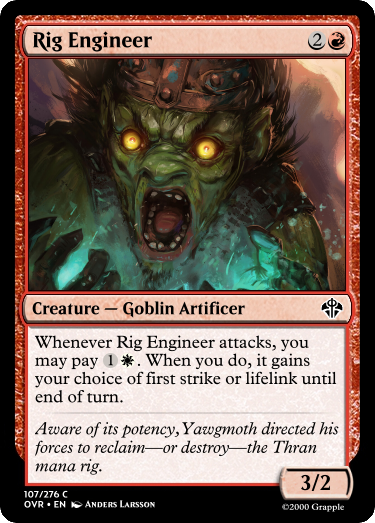 Rig Engineer 2
Creature — Goblin Artificer
Whenever Rig Engineer attacks, you
may pay 1. When you do, it gains
your choice of first strike or lifelink until
end of turn.
Aware of its potency, Yawgmoth directed his
forces to reclaim—or destroy—the Thran
mana rig.
3/2
107/276 C
OVR • EN Anders Larsson
©2000 Grapple